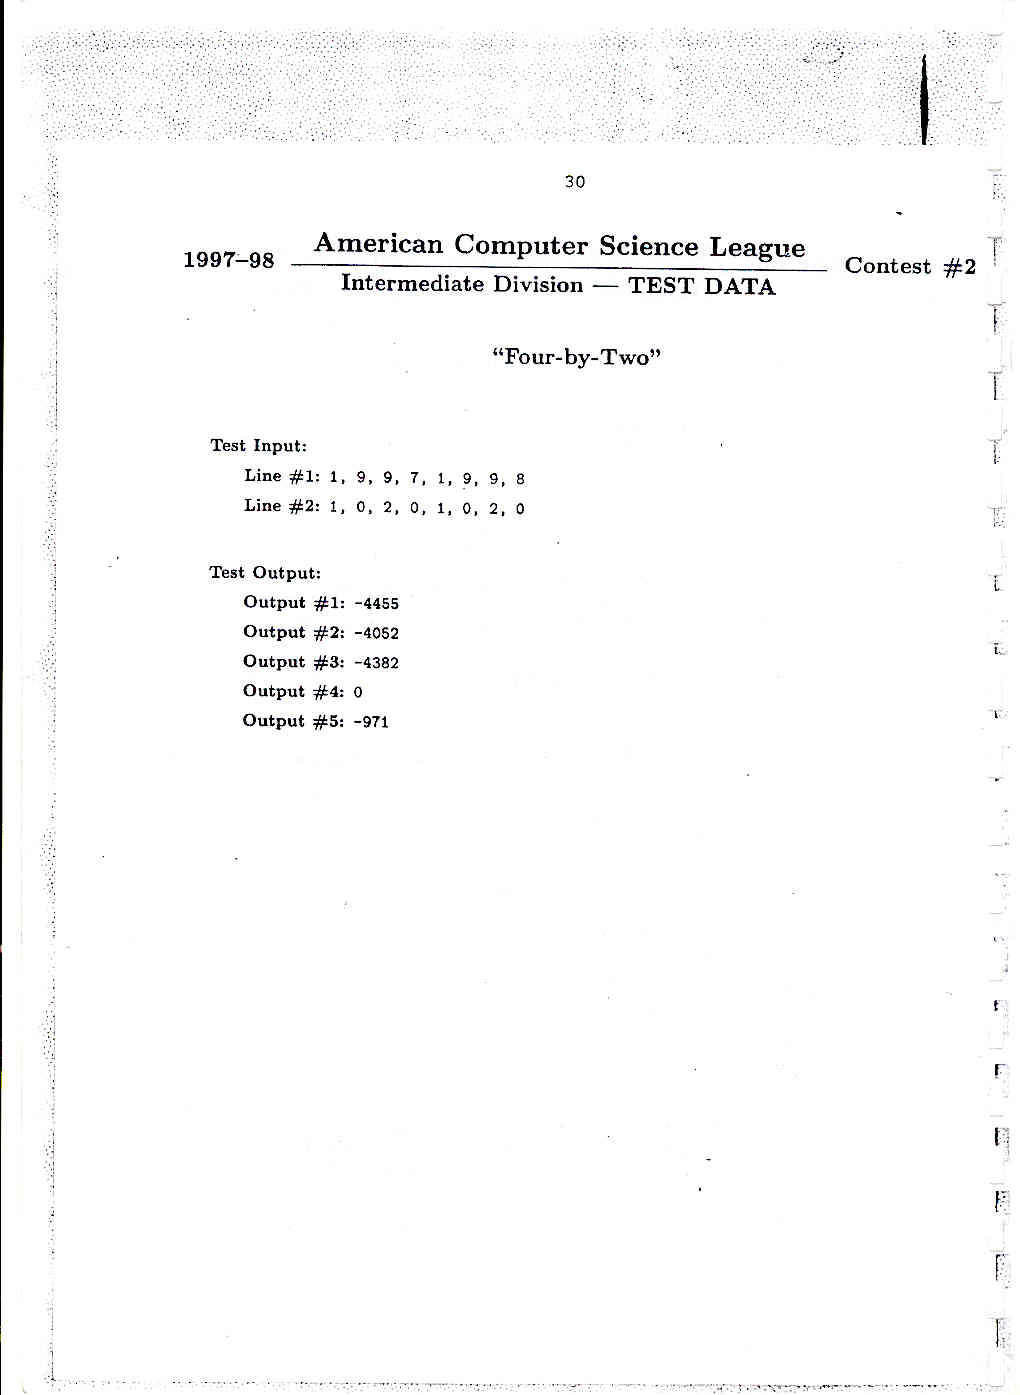 30
1997–98 American Computer Science League Contest #2
Intermediate Division — TEST DATA
“Four-by-Two”
Test Input:
Line #1: 1, 9, 9, 7, 1, 9, 9, 8
Line #2: 1, 0, 2, 0, 1, 0, 2, 0
Test Output:
Output #1: -4455
Output #2: -4052
Output #3: -4382
Output #4: 0
Output #5: -971